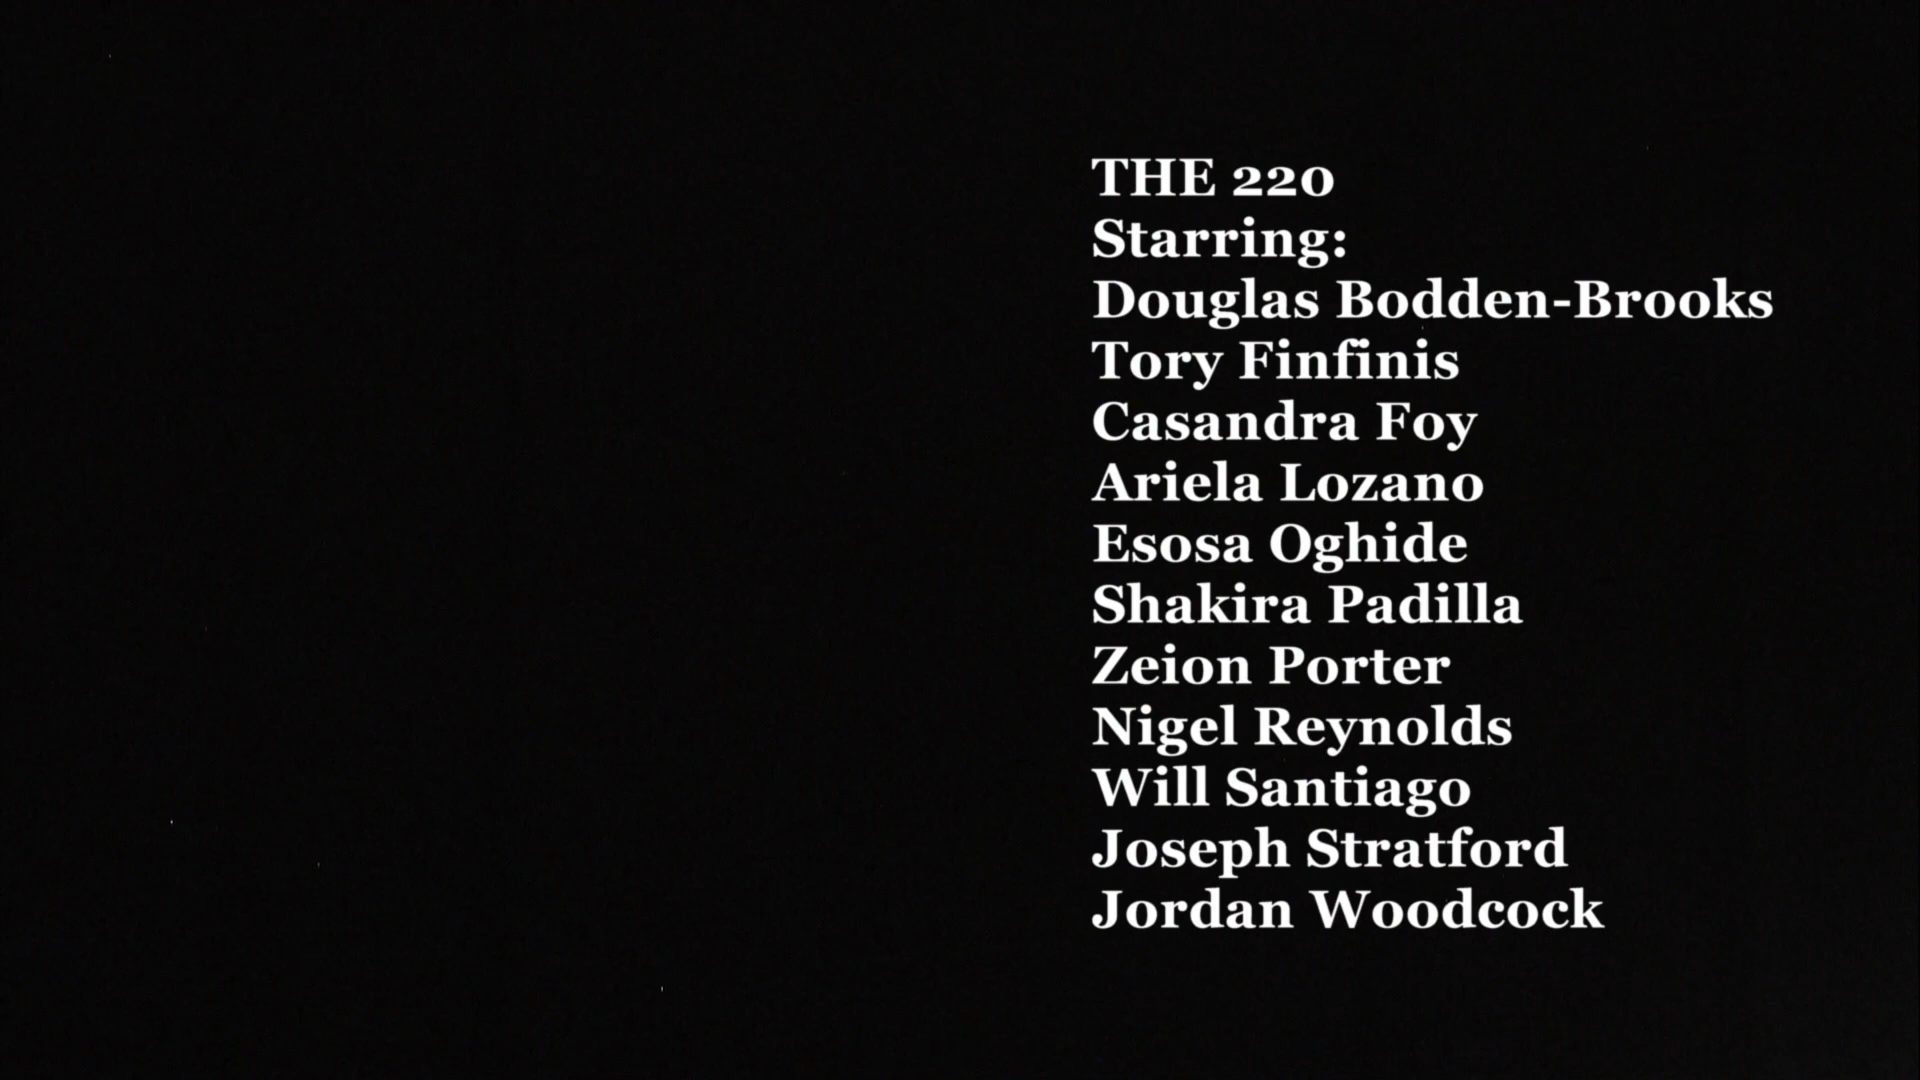 THE 220
Starring:
Douglas Bodden-Brooks
Tory Finfinis
Casandra Foy
Ariela Lozano
Esosa Oghide
Shakira Padilla
Zeion Porter
Nigel Reynolds
Will Santiago
Joseph Stratford
Jordan Woodcock